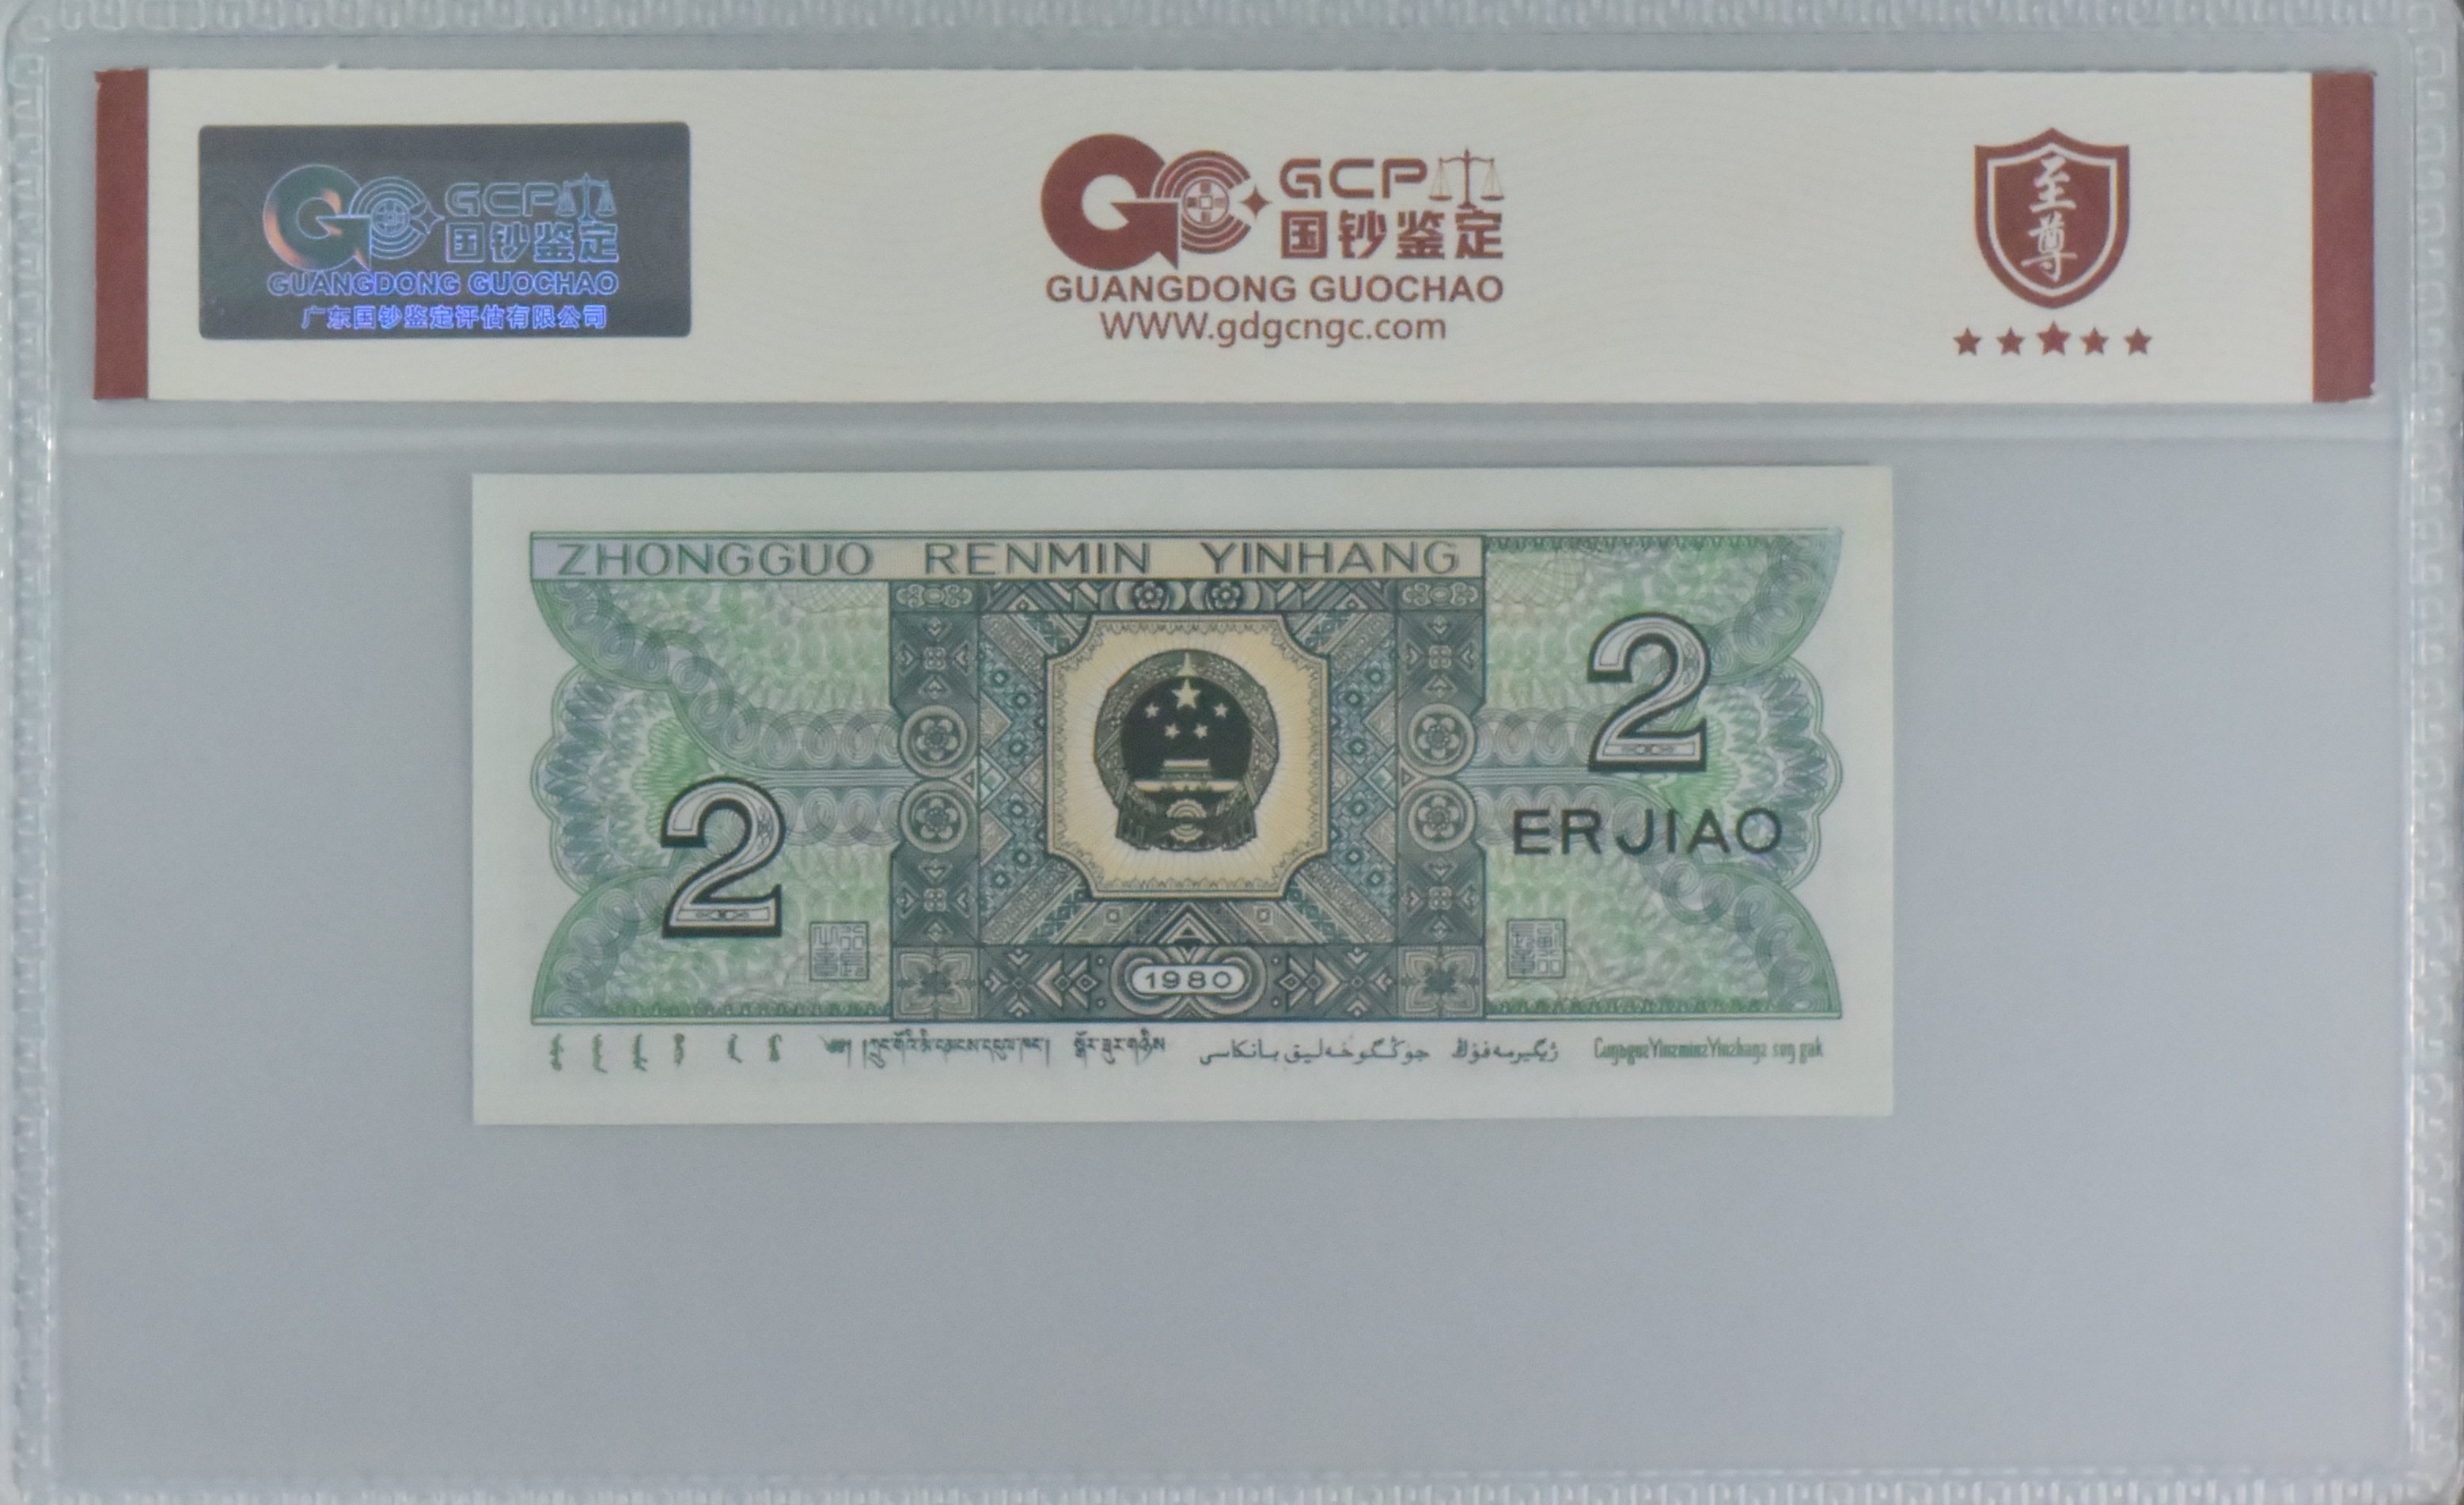 GCP
国钞鉴定
GUANGDONG GUOCHAO
广东国钞鉴定评估有限公司
GCP
国钞鉴定
GUANGDONG GUOCHAO
WWW.gdgcngc.com
至尊
ZHONGGUO RENMIN YINHANG
2
2
ERJIAO
1980
جۇڭگوخەلىق بانكاسى